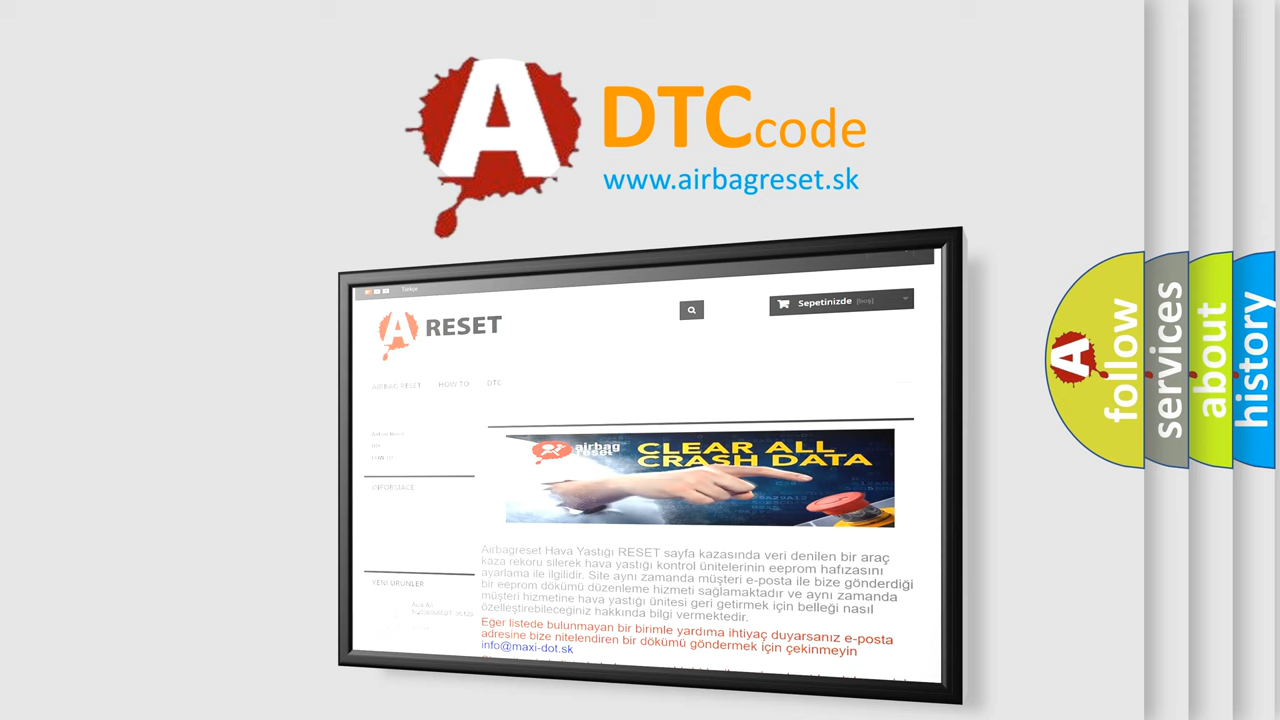 A DTCcode
www.airbagreset.sk
Türkçe
A RESET
Sepetinizde [boş]
AIRBAG RESET HOW TO DTC
airbag
reset
CLEAR ALL
CRASH DATA
INFORMACE
Airbagreset Hava Yastığı RESET sayfa kazasında veri denilen bir araç
kaza rekoru silerek hava yastığı kontrol ünitelerinin eeprom hafızasını
ayarlama ile ilgilidir. Site aynı zamanda müşteri e-posta ile bize gönderdiği
bir eeprom dökümü düzenleme hizmeti sağlamaktadır ve aynı zamanda
müşteri hizmetine hava yastığı ünitesi geri getirmek için belleği nasıl
özelleştirebileceğiniz hakkında bilgi vermektedir.
Eğer listede bulunmayan bir birimle yardıma ihtiyaç duyarsanız e-posta
adresine bize nitelendiren bir dökümü göndermek için çekinmeyin
info@maxi-dot.sk
YENI ÜRÜNLER
A follow
services
about
history